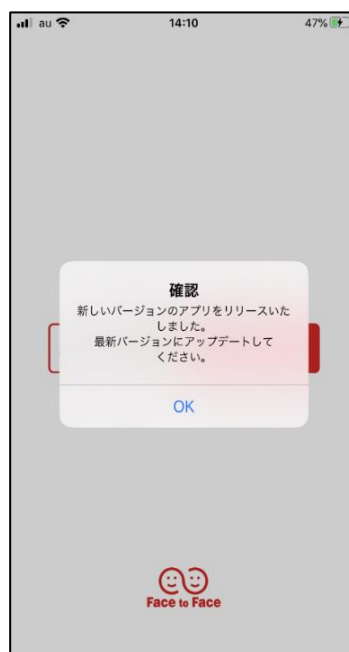 au 14:10 47%
確認
新しいバージョンのアプリをリリースいた
しました。
最新バージョンにアップデートして
ください。
OK
Face to Face